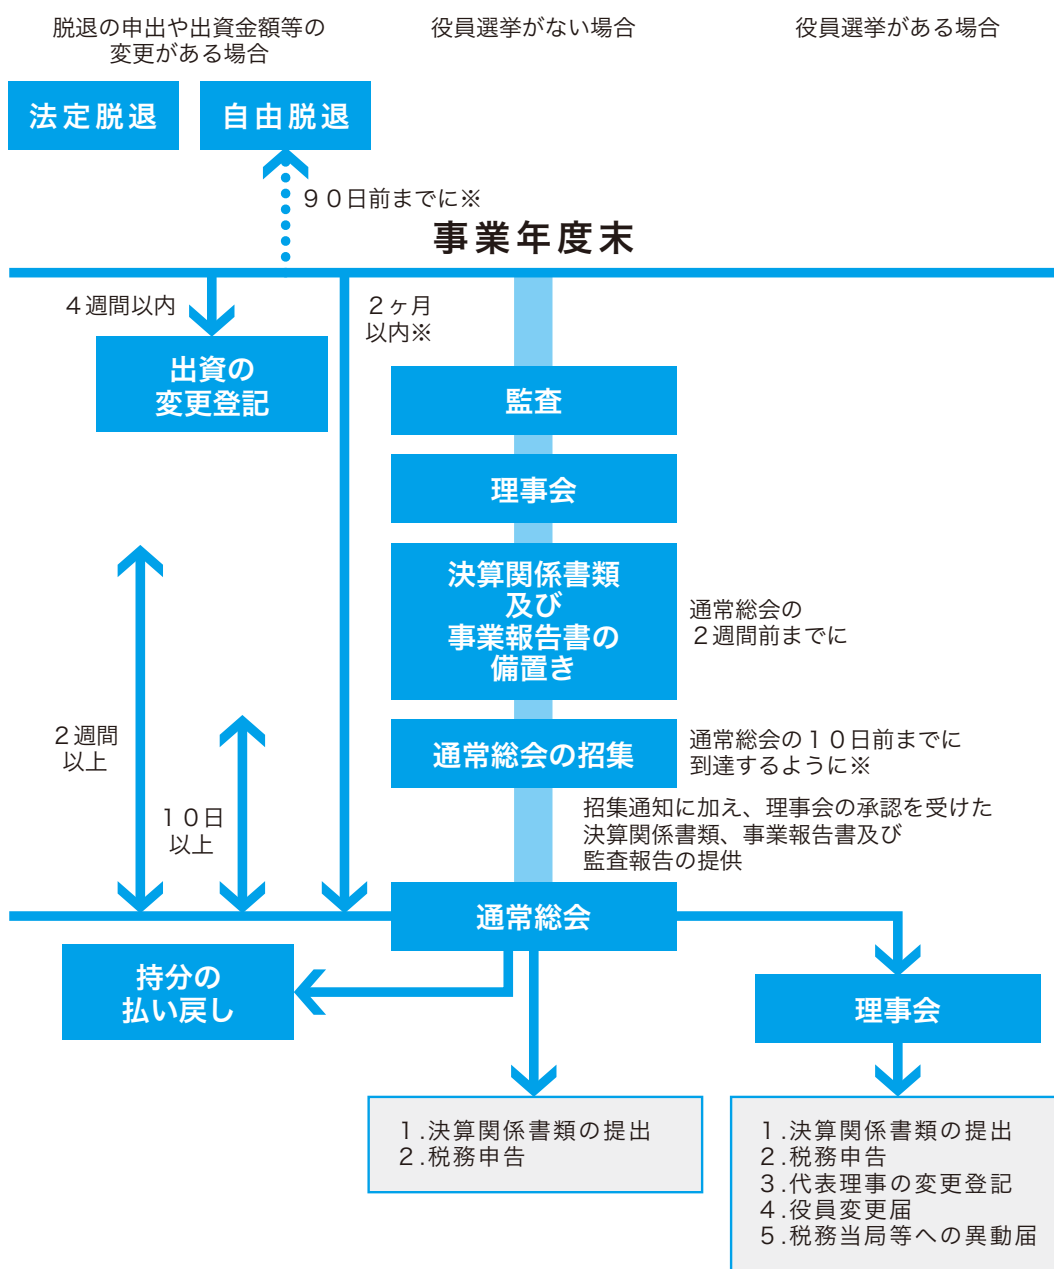 脱退の申出や出資金額等の
変更がある場合
役員選挙がない場合
役員選挙がある場合
法定脱退
自由脱退
９０日前までに※
事業年度末
４週間以内
２ヶ月
以内※
出資の
変更登記
監査
理事会
決算関係書類
及び
事業報告書の
備置き
通常総会の
２週間前までに
２週間
以上
通常総会の招集
通常総会の１０日前までに
到達するように※
１０日
以上
招集通知に加え、理事会の承認を受けた
決算関係書類、事業報告書及び
監査報告の提供
通常総会
持分の
払い戻し
理事会
１.決算関係書類の提出
２.税務申告
１.決算関係書類の提出
２.税務申告
３.代表理事の変更登記
４.役員変更届
５.税務当局等への異動届